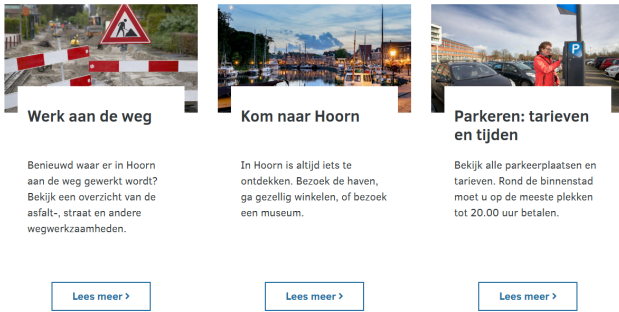 Werk aan de weg
Benieuwd waar er in Hoorn
aan de weg gewerkt wordt?
Bekijk een overzicht van de
asfalt-, straat en andere
wegwerkzaamheden.
Lees meer >
Kom naar Hoorn
In Hoorn is altijd iets te
ontdekken. Bezoek de haven,
ga gezellig winkelen, of bezoek
een museum.
Lees meer >
P
Parkeren: tarieven
en tijden
Bekijk alle parkeerplaatsen en
tarieven. Rond de binnenstad
moet u op de meeste plekken
tot 20.00 uur betalen.
Lees meer >